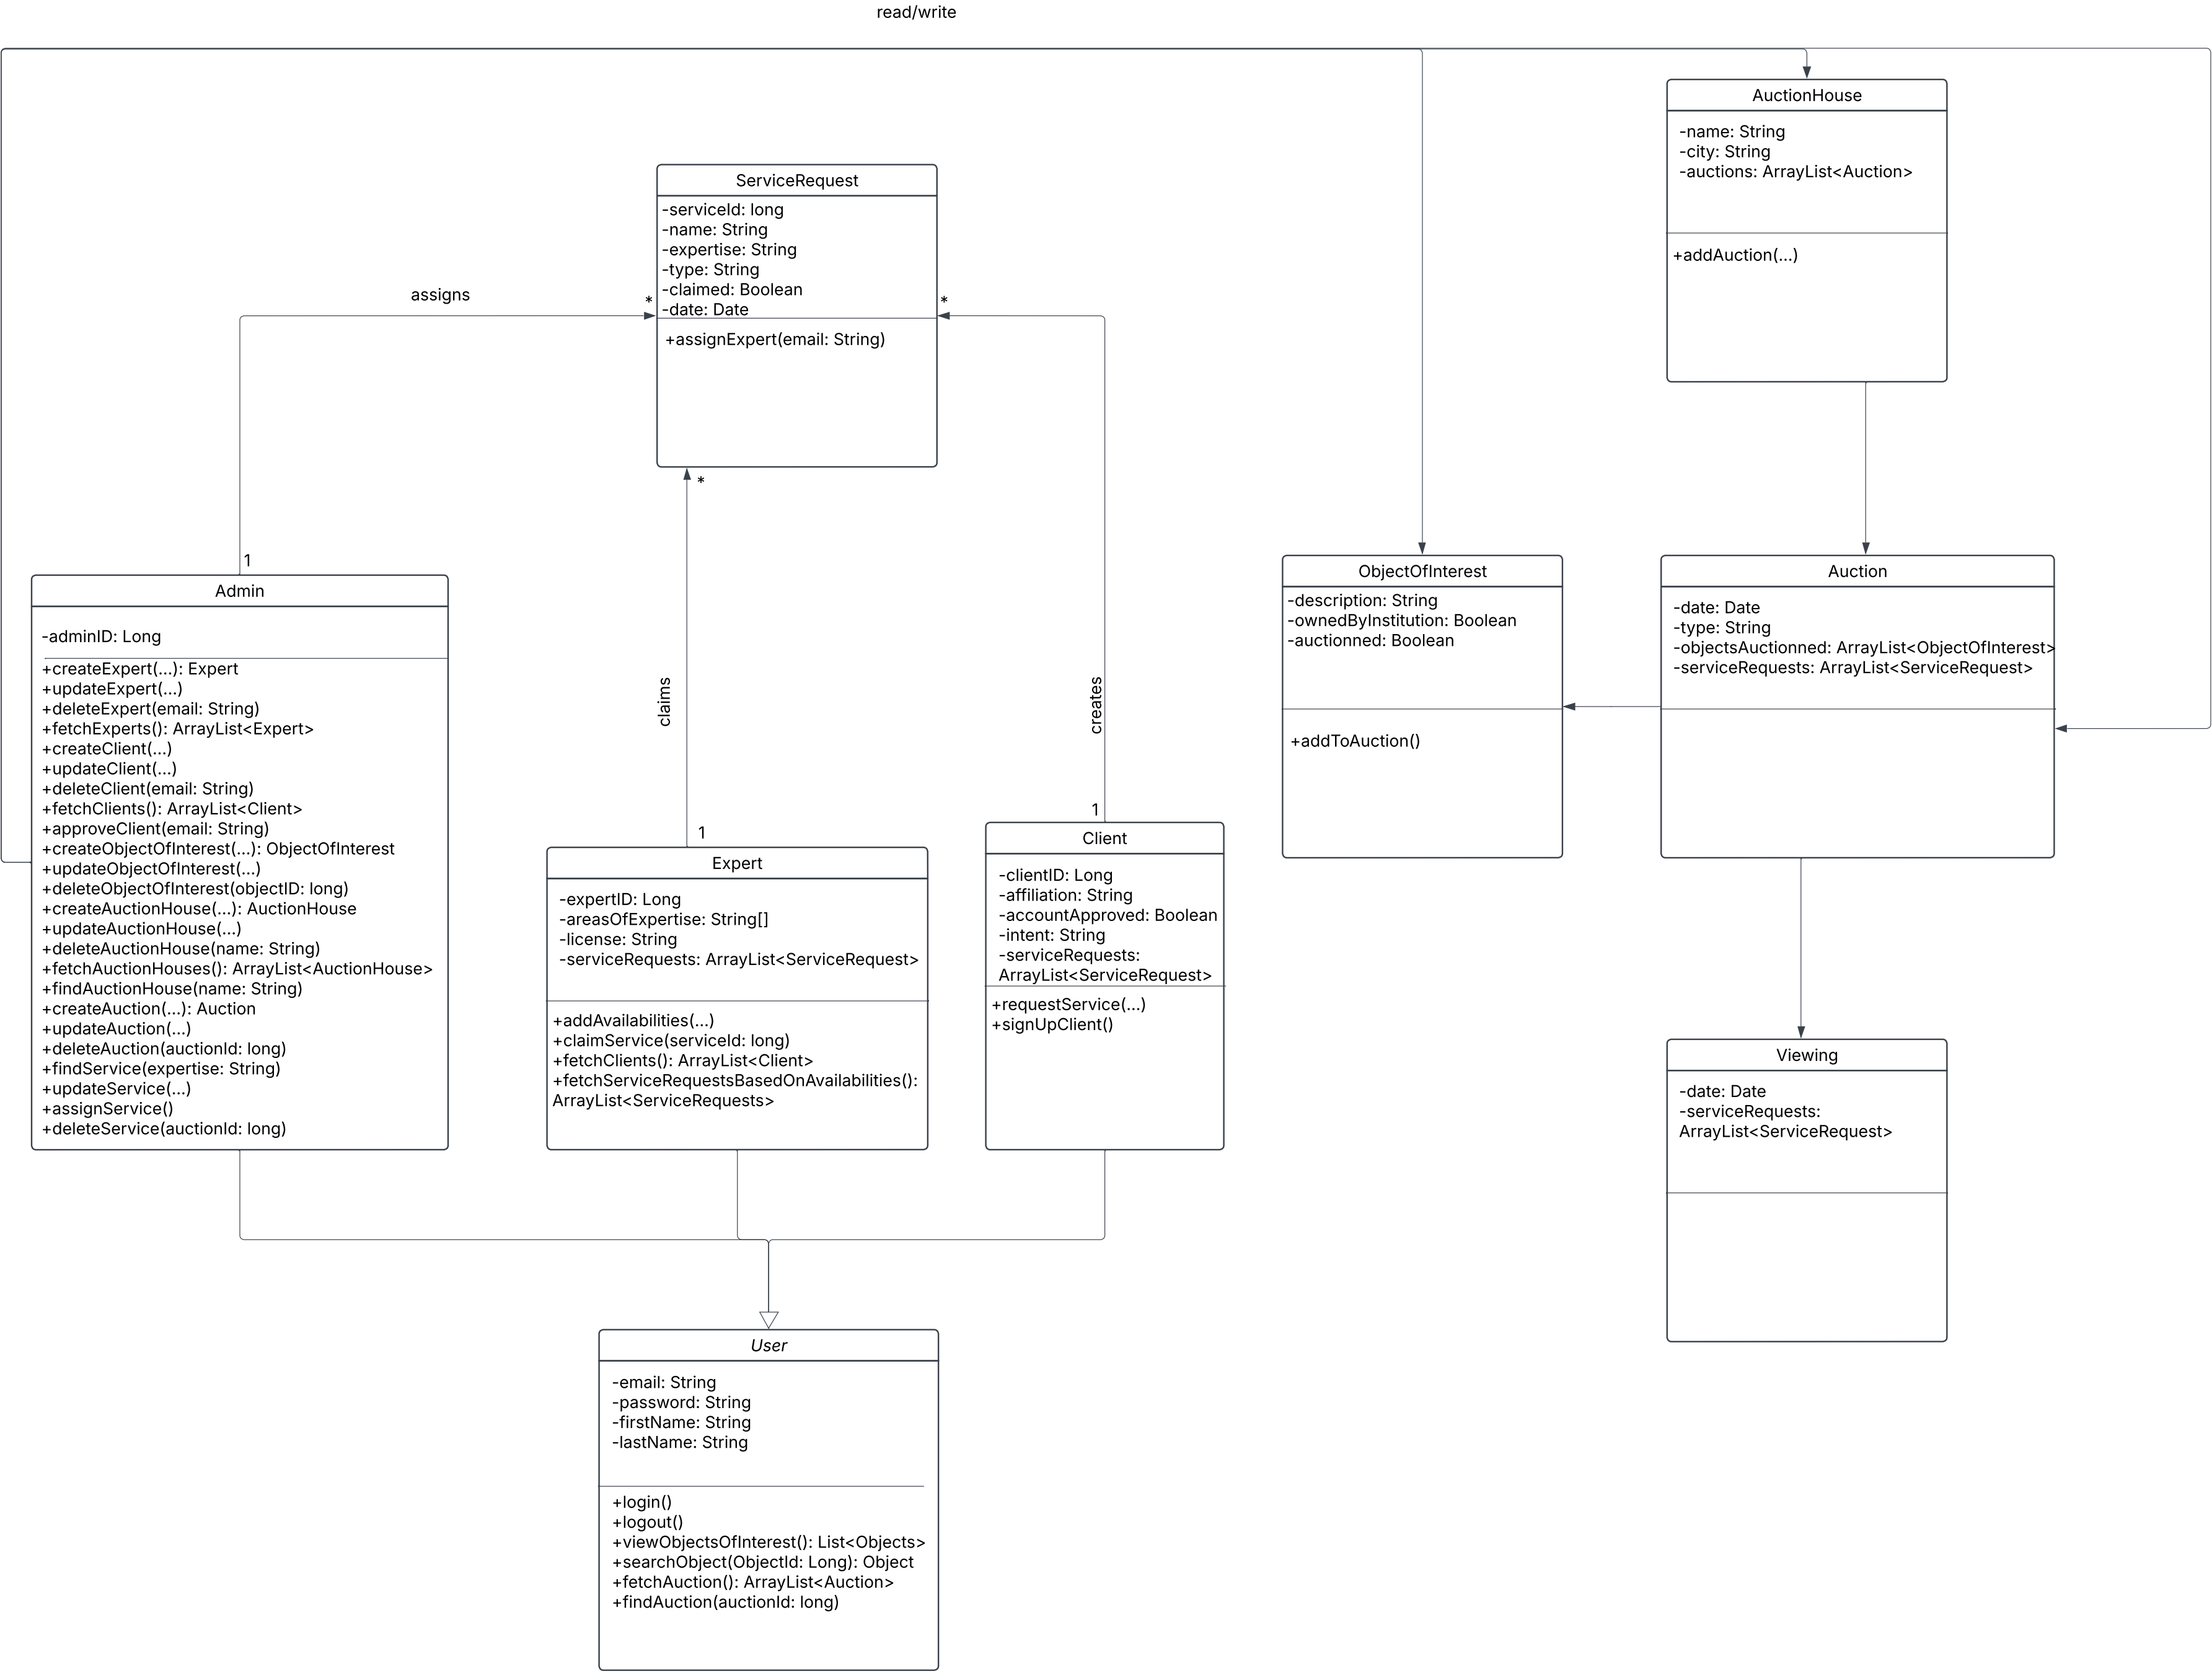 read/write
AuctionHouse
-name: String
-city: String
-auctions: ArrayList<Auction>
+addAuction(...)
ServiceRequest
-serviceId: long
-name: String
-expertise: String
-type: String
-claimed: Boolean
-date: Date
+assignExpert(email: String)
assigns
*
*
*
1
Admin
-adminID: Long
+createExpert(...): Expert
+updateExpert(...)
+deleteExpert(email: String)
+fetchExperts(): ArrayList<Expert>
+createClient(...)
+updateClient(...)
+deleteClient(email: String)
+fetchClients(): ArrayList<Client>
+approveClient(email: String)
+createObjectOfInterest(...): ObjectOfInterest
+updateObjectOfInterest(...)
+deleteObjectOfInterest(objectID: long)
+createAuctionHouse(...): AuctionHouse
+updateAuctionHouse(...)
+deleteAuctionHouse(name: String)
+fetchAuctionHouses(): ArrayList<AuctionHouse>
+findAuctionHouse(name: String)
+createAuction(...): Auction
+updateAuction(...)
+deleteAuction(auctionId: long)
+findService(expertise: String)
+updateService(...)
+assignService()
+deleteService(auctionId: long)
claims
1
Expert
-expertID: Long
-areasOfExpertise: String[]
-license: String
-serviceRequests: ArrayList<ServiceRequest>
+addAvailabilities(...)
+claimService(serviceId: long)
+fetchClients(): ArrayList<Client>
+fetchServiceRequestsBasedOnAvailabilities():
ArrayList<ServiceRequests>
creates
1
Client
-clientID: Long
-affiliation: String
-accountApproved: Boolean
-intent: String
-serviceRequests:
ArrayList<ServiceRequest>
+requestService(...)
+signUpClient()
ObjectOfInterest
-description: String
-ownedByInstitution: Boolean
-auctionned: Boolean
+addToAuction()
Auction
-date: Date
-type: String
-objectsAuctionned: ArrayList<ObjectOfInterest>
-serviceRequests: ArrayList<ServiceRequest>
Viewing
-date: Date
-serviceRequests:
ArrayList<ServiceRequest>
User
-email: String
-password: String
-firstName: String
-lastName: String
+login()
+logout()
+viewObjectsOfInterest(): List<Objects>
+searchObject(ObjectId: Long): Object
+fetchAuction(): ArrayList<Auction>
+findAuction(auctionId: long)